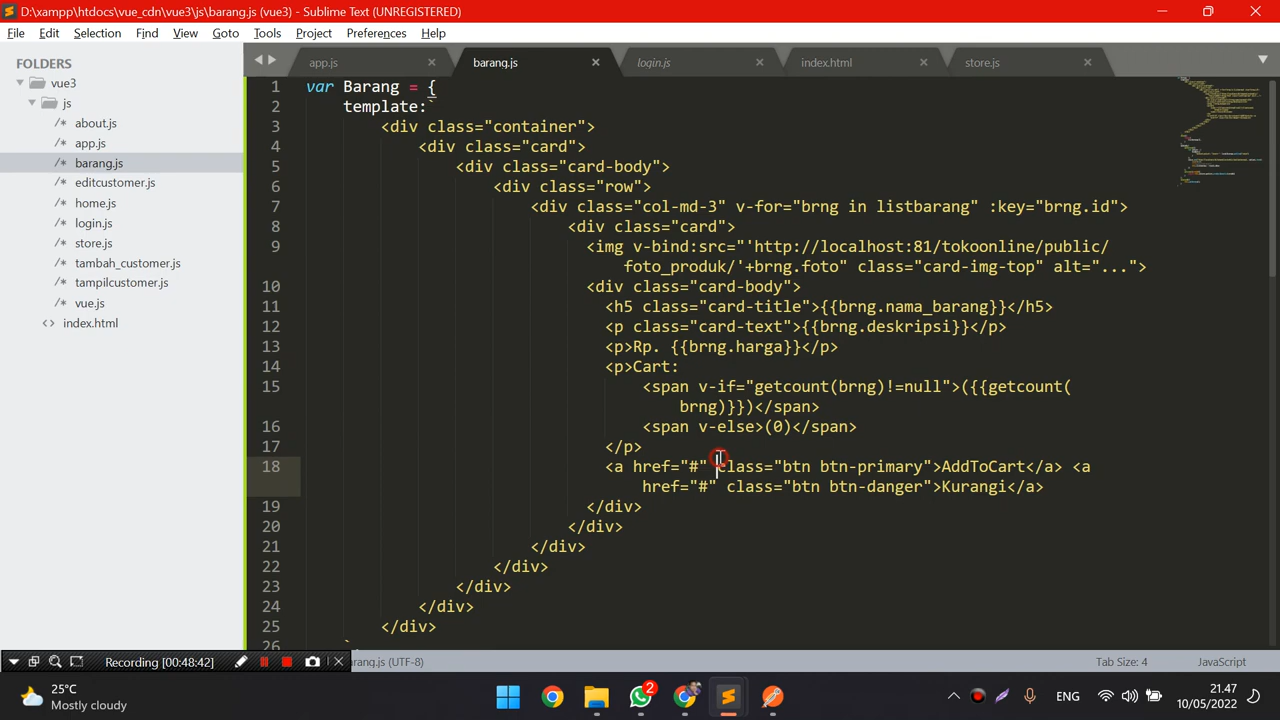 D:\xampp\htdocs\vue_cdn\vue3\js\barang.js (vue3) - Sublime Text (UNREGISTERED)
File Edit Selection Find View Goto Tools Project Preferences Help
FOLDERS
vue3
js
about.js
app.js
barang.js
editcustomer.js
home.js
login.js
store.js
tambah_customer.js
tampilcustomer.js
vue.js
index.html
app.js barang.js login.js index.html store.js
1 var Barang = {
2 template:`
3 <div class="container">
4 <div class="card">
5 <div class="card-body">
6 <div class="row">
7 <div class="col-md-3" v-for="brng in listbarang" :key="brng.id">
8 <div class="card">
9 <img v-bind:src="'http://localhost:81/tokoonline/public/
foto_produk/'+brng.foto" class="card-img-top" alt="...">
10 <div class="card-body">
11 <h5 class="card-title">{{brng.nama_barang}}</h5>
12 <p class="card-text">{{brng.deskripsi}}</p>
13 <p>Rp. {{brng.harga}}</p>
14 <p>Cart:
15 <span v-if="getcount(brng)!=null">({{getcount(
brng)}})</span>
16 <span v-else>(0)</span>
17 </p>
18 <a href="#" class="btn btn-primary">AddToCart</a> <a
href="#" class="btn btn-danger">Kurangi</a>
19 </div>
20 </div>
21 </div>
22 </div>
23 </div>
24 </div>
25 </div>
26 `
Recording [00:48:42]
arang.js (UTF-8)
Tab Size: 4 JavaScript
25°C
Mostly cloudy
2
ENG
21.47
10/05/2022